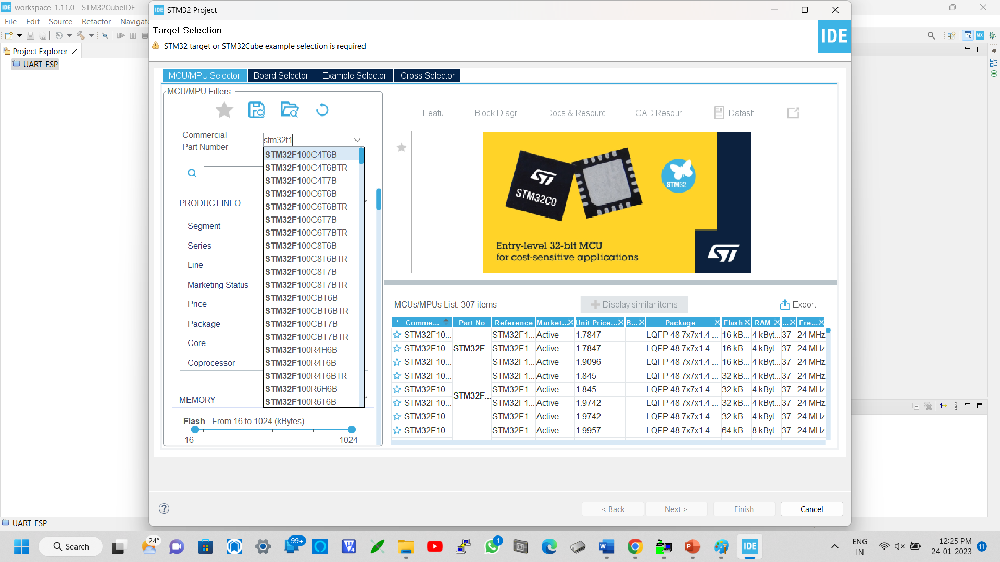 IDE workspace_1.11.0 - STM32CubeIDE
File Edit Source Refactor Navigate
Project Explorer
UART_ESP
IDE STM32 Project
Target Selection
STM32 target or STM32Cube example selection is required
IDE
MCU/MPU Selector Board Selector Example Selector Cross Selector
MCU/MPU Filters
Commercial
Part Number
stm32f1
STM32F100C4T6B
STM32F100C4T6BTR
STM32F100C4T7B
STM32F100C6T6B
STM32F100C6T6BTR
STM32F100C6T7B
STM32F100C6T7BTR
STM32F100C8T6B
STM32F100C8T6BTR
STM32F100C8T7B
STM32F100C8T7BTR
STM32F100CBT6B
STM32F100CBT6BTR
STM32F100CBT7B
STM32F100CBT7BTR
STM32F100R4H6B
STM32F100R4T6B
STM32F100R4T6BTR
STM32F100R6H6B
STM32F100R6T6B
PRODUCT INFO
Segment
Series
Line
Marketing Status
Price
Package
Core
Coprocessor
MEMORY
Flash From 16 to 1024 (kBytes)
16 1024
Featu... Block Diagr... Docs & Resourc... CAD Resour... Datash... ...
ST
STM32C0
STM32
Entry-level 32-bit MCU
for cost-sensitive applications
ST
MCUs/MPUs List: 307 items Display similar items Export
* Comme... Part No Reference Market... Unit Price... B... Package Flash RAM ... Fre...
STM32F10... STM32F1... Active 1.7847 LQFP 48 7x7x1.4 ... 16 kB... 4 kByt... 37 24 MHz
STM32F10... STM32F... STM32F1... Active 1.7847 LQFP 48 7x7x1.4 ... 16 kB... 4 kByt... 37 24 MHz
STM32F10... STM32F1... Active 1.9096 LQFP 48 7x7x1.4 ... 16 kB... 4 kByt... 37 24 MHz
STM32F10... STM32F1... Active 1.845 LQFP 48 7x7x1.4 ... 32 kB... 4 kByt... 37 24 MHz
STM32F10... STM32F... STM32F1... Active 1.845 LQFP 48 7x7x1.4 ... 32 kB... 4 kByt... 37 24 MHz
STM32F10... STM32F1... Active 1.9742 LQFP 48 7x7x1.4 ... 32 kB... 4 kByt... 37 24 MHz
STM32F10... STM32F1... Active 1.9742 LQFP 48 7x7x1.4 ... 32 kB... 4 kByt... 37 24 MHz
STM32F10... STM32F1... Active 1.9957 LQFP 48 7x7x1.4 ... 64 kB... 8 kByt... 37 24 MHz
< Back Next > Finish Cancel
MX
UART_ESP
Search 24° 99+ 1 IDE
ENG
IN
12:25 PM
24-01-2023
11